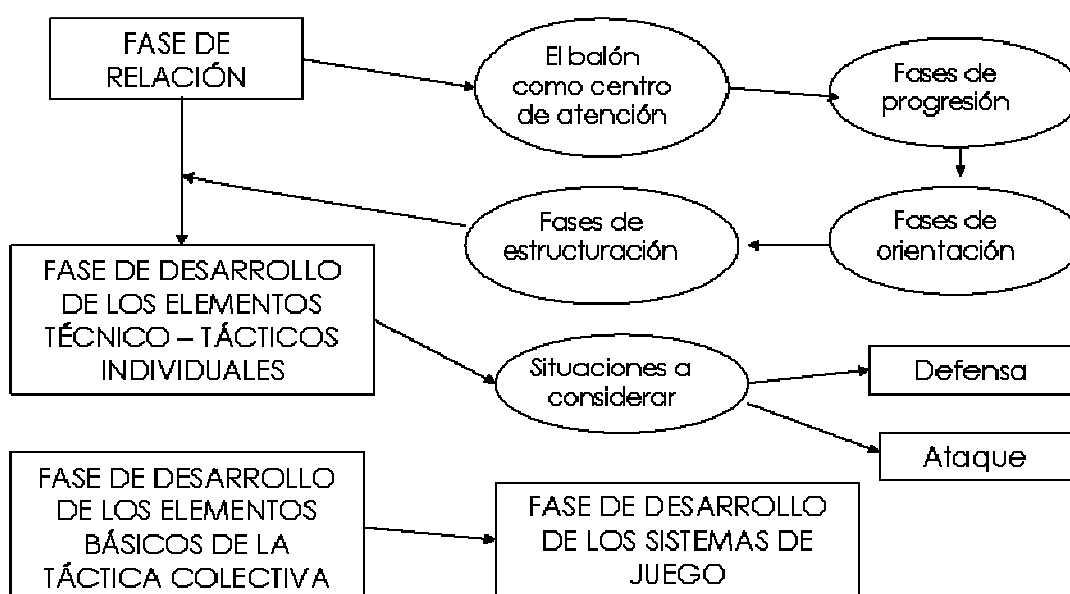 FASE DE
RELACIÓN
El balón
como centro
de atención
Fases de
progresión
Fases de
estructuración
Fases de
orientación
FASE DE DESARROLLO
DE LOS ELEMENTOS
TÉCNICO – TÁCTICOS
INDIVIDUALES
Situaciones a
considerar
Defensa
Ataque
FASE DE DESARROLLO
DE LOS ELEMENTOS
BÁSICOS DE LA
TÁCTICA COLECTIVA
FASE DE DESARROLLO
DE LOS SISTEMAS DE
JUEGO